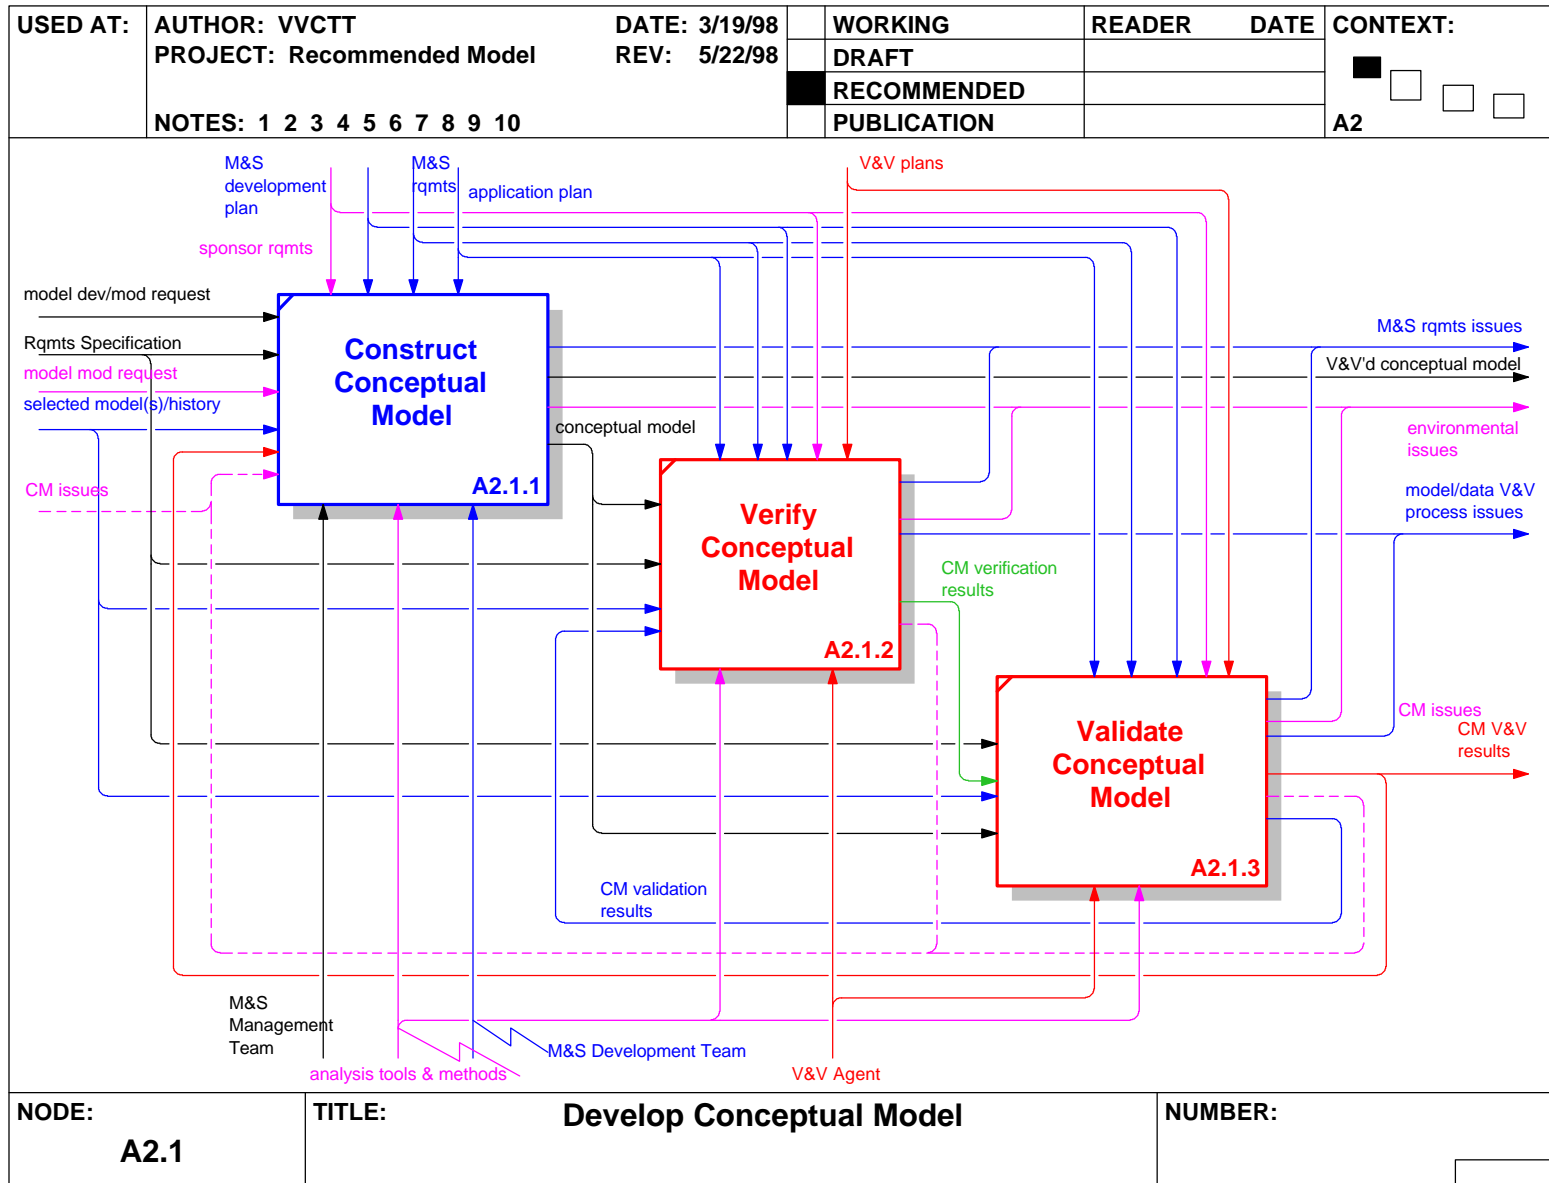 USED AT:
AUTHOR: VVCTT
DATE: 3/19/98
PROJECT: Recommended Model
REV: 5/22/98
NOTES: 1 2 3 4 5 6 7 8 9 10
WORKING
DRAFT
RECOMMENDED
PUBLICATION
READER
DATE
CONTEXT:
A2
M&S
development
plan
M&S
rqmts
application plan
V&V plans
sponsor rqmts
model dev/mod request
Rqmts Specification
model mod request
selected model(s)/history
CM issues
Construct
Conceptual
Model
A2.1.1
conceptual model
M&S rqmts issues
V&V'd conceptual model
environmental
issues
model/data V&V
process issues
Verify
Conceptual
Model
A2.1.2
CM verification
results
Validate
Conceptual
Model
A2.1.3
CM issues
CM V&V
results
CM validation
results
M&S
Management
Team
M&S Development Team
analysis tools & methods
V&V Agent
NODE:
A2.1
TITLE:
Develop Conceptual Model
NUMBER: